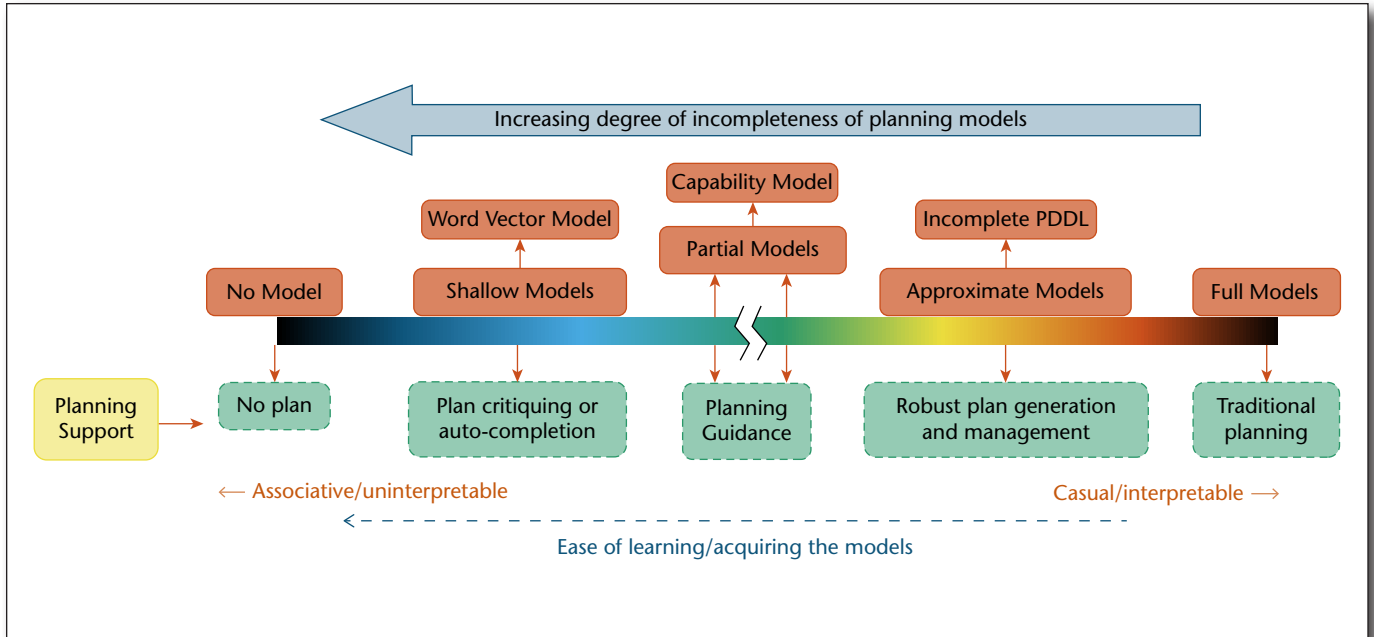 Increasing degree of incompleteness of planning models
Capability Model
Word Vector Model
Incomplete PDDL
Partial Models
No Model
Shallow Models
Approximate Models
Full Models
Planning
Support
No plan
Plan critiquing or
auto-completion
Planning
Guidance
Robust plan generation
and management
Traditional
planning
← Associative/uninterpretable
Casual/interpretable →
Ease of learning/acquiring the models